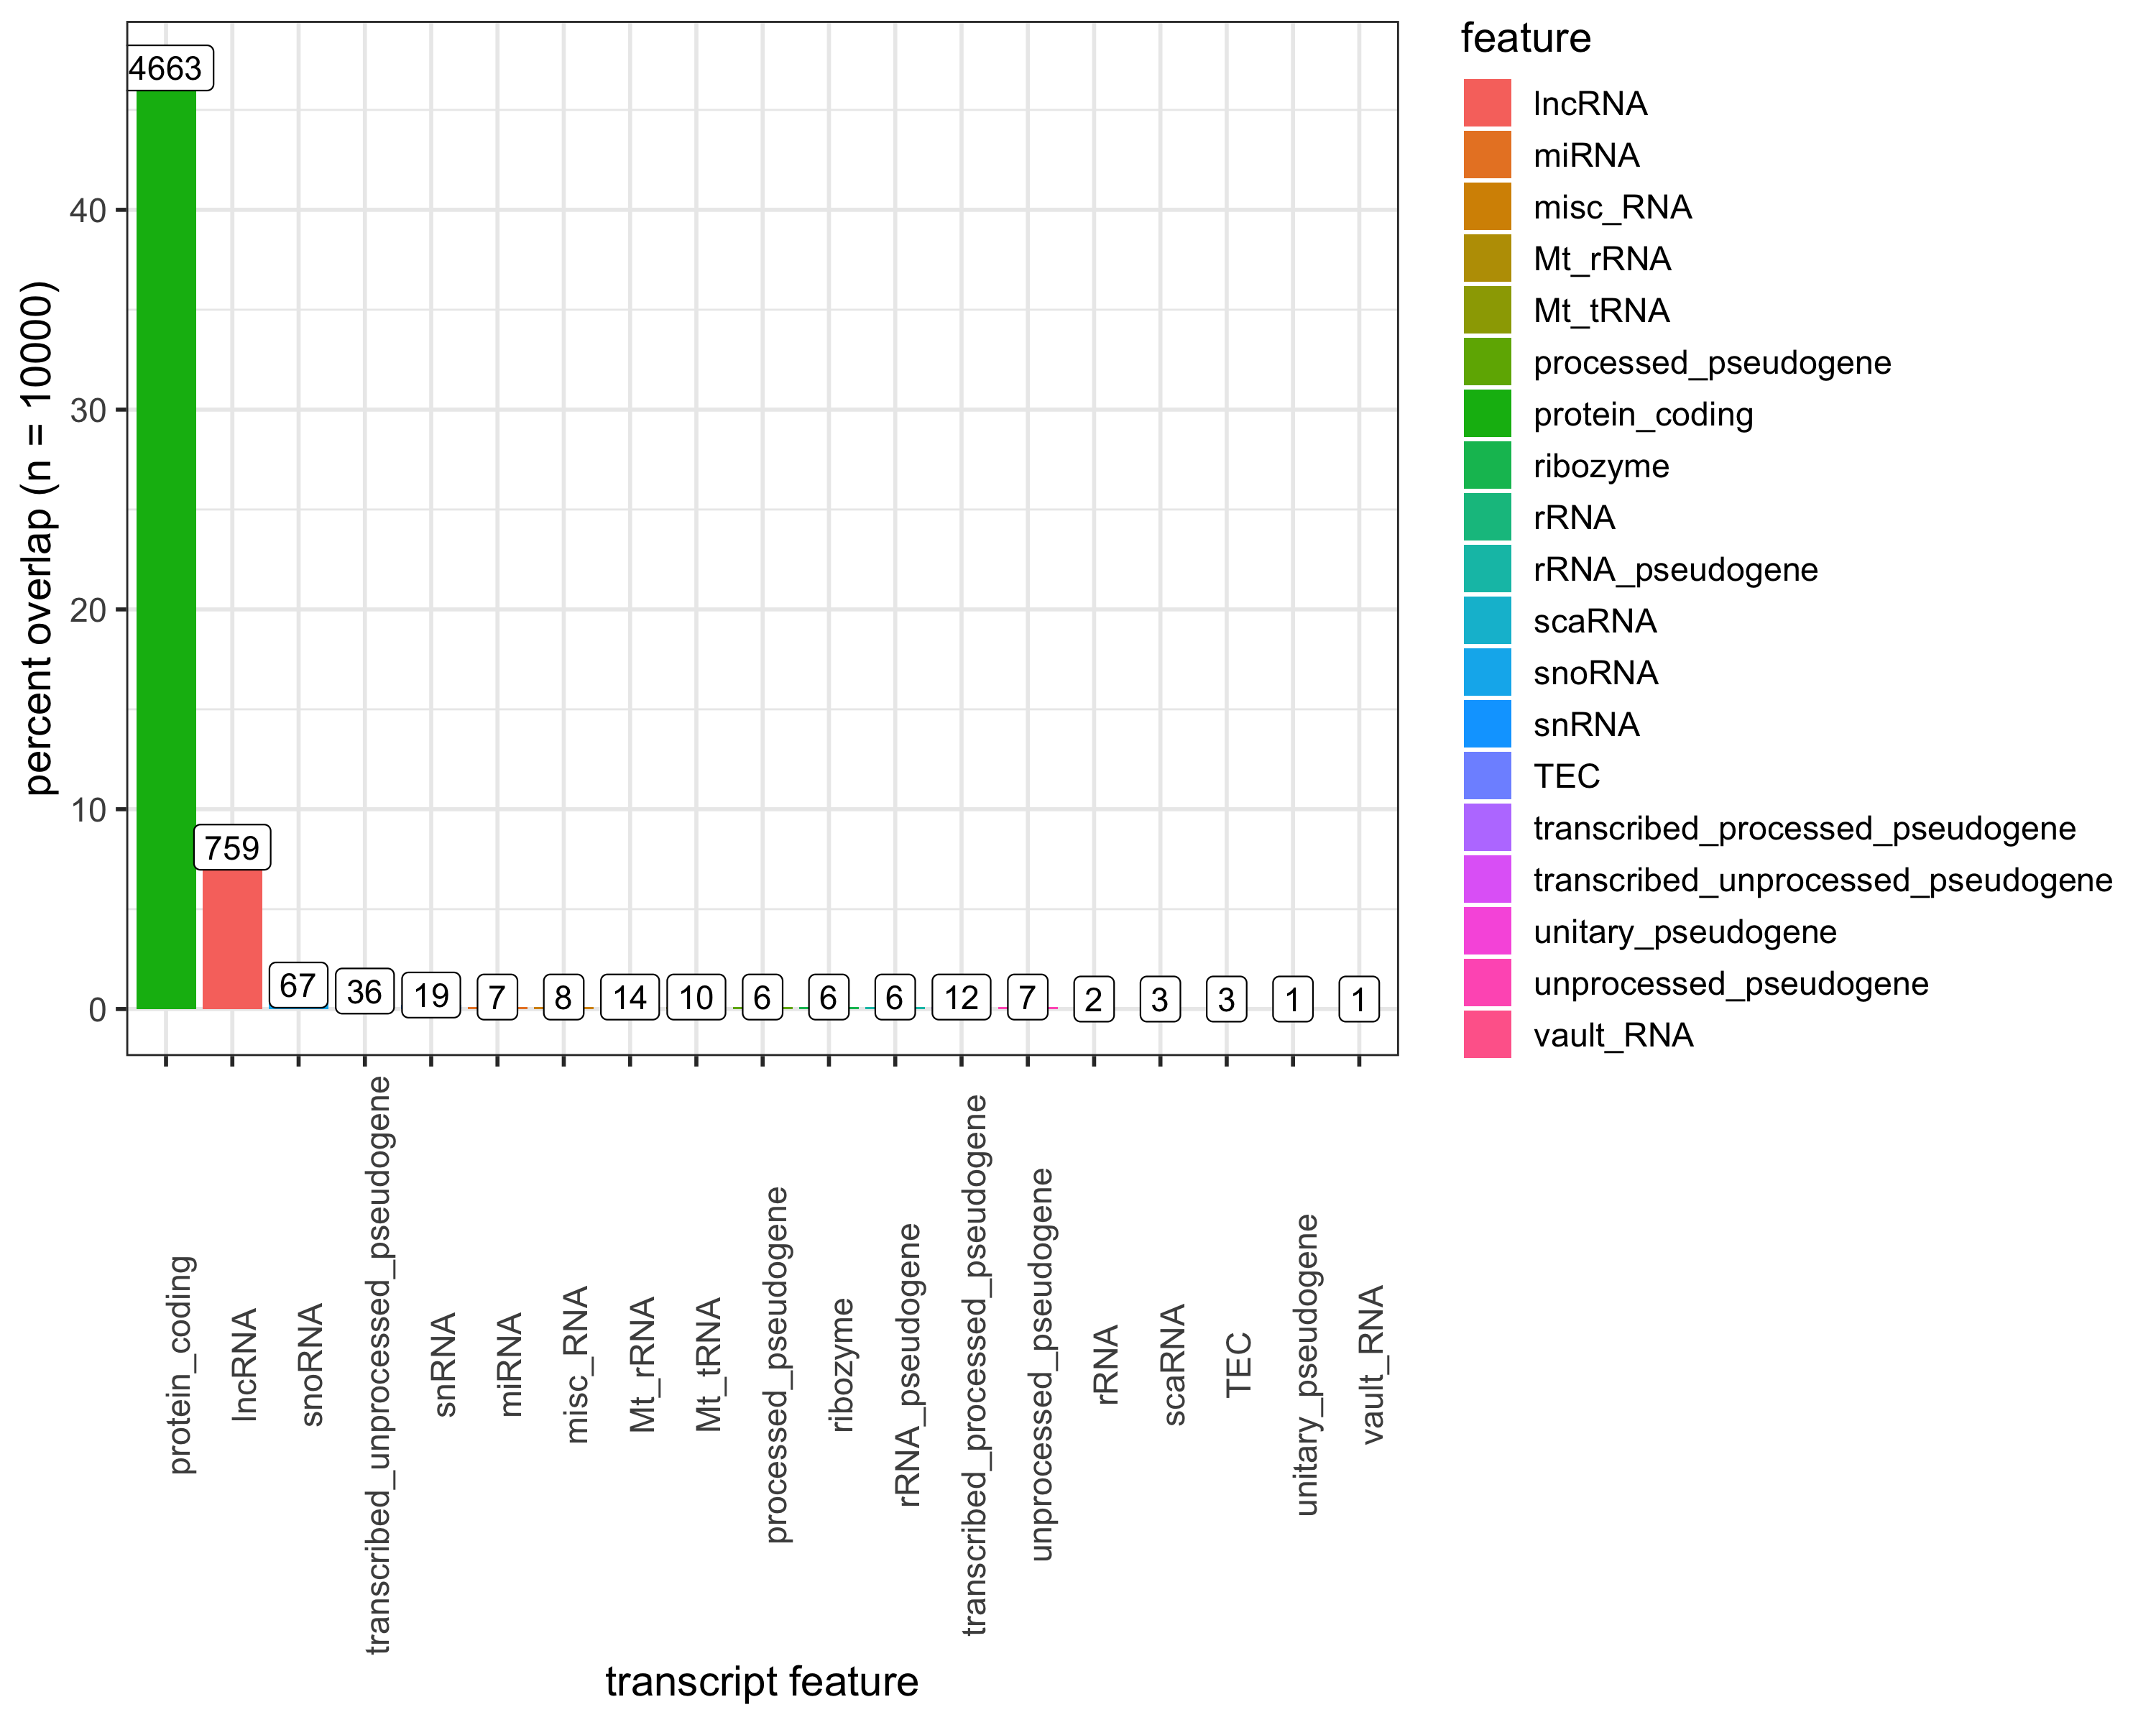 percent overlap (n = 10000)
40
30
20
10
0
4663
759
67
36
19
7
8
14
10
6
6
6
12
7
2
3
3
1
1
protein_coding
lncRNA
snoRNA
transcribed_unprocessed_pseudogene
snRNA
miRNA
misc_RNA
Mt_rRNA
Mt_tRNA
processed_pseudogene
ribozyme
rRNA_pseudogene
transcribed_processed_pseudogene
unprocessed_pseudogene
rRNA
scaRNA
TEC
unitary_pseudogene
vault_RNA
transcript feature
feature
lncRNA
miRNA
misc_RNA
Mt_rRNA
Mt_tRNA
processed_pseudogene
protein_coding
ribozyme
rRNA
rRNA_pseudogene
scaRNA
snoRNA
snRNA
TEC
transcribed_processed_pseudogene
transcribed_unprocessed_pseudogene
unitary_pseudogene
unprocessed_pseudogene
vault_RNA